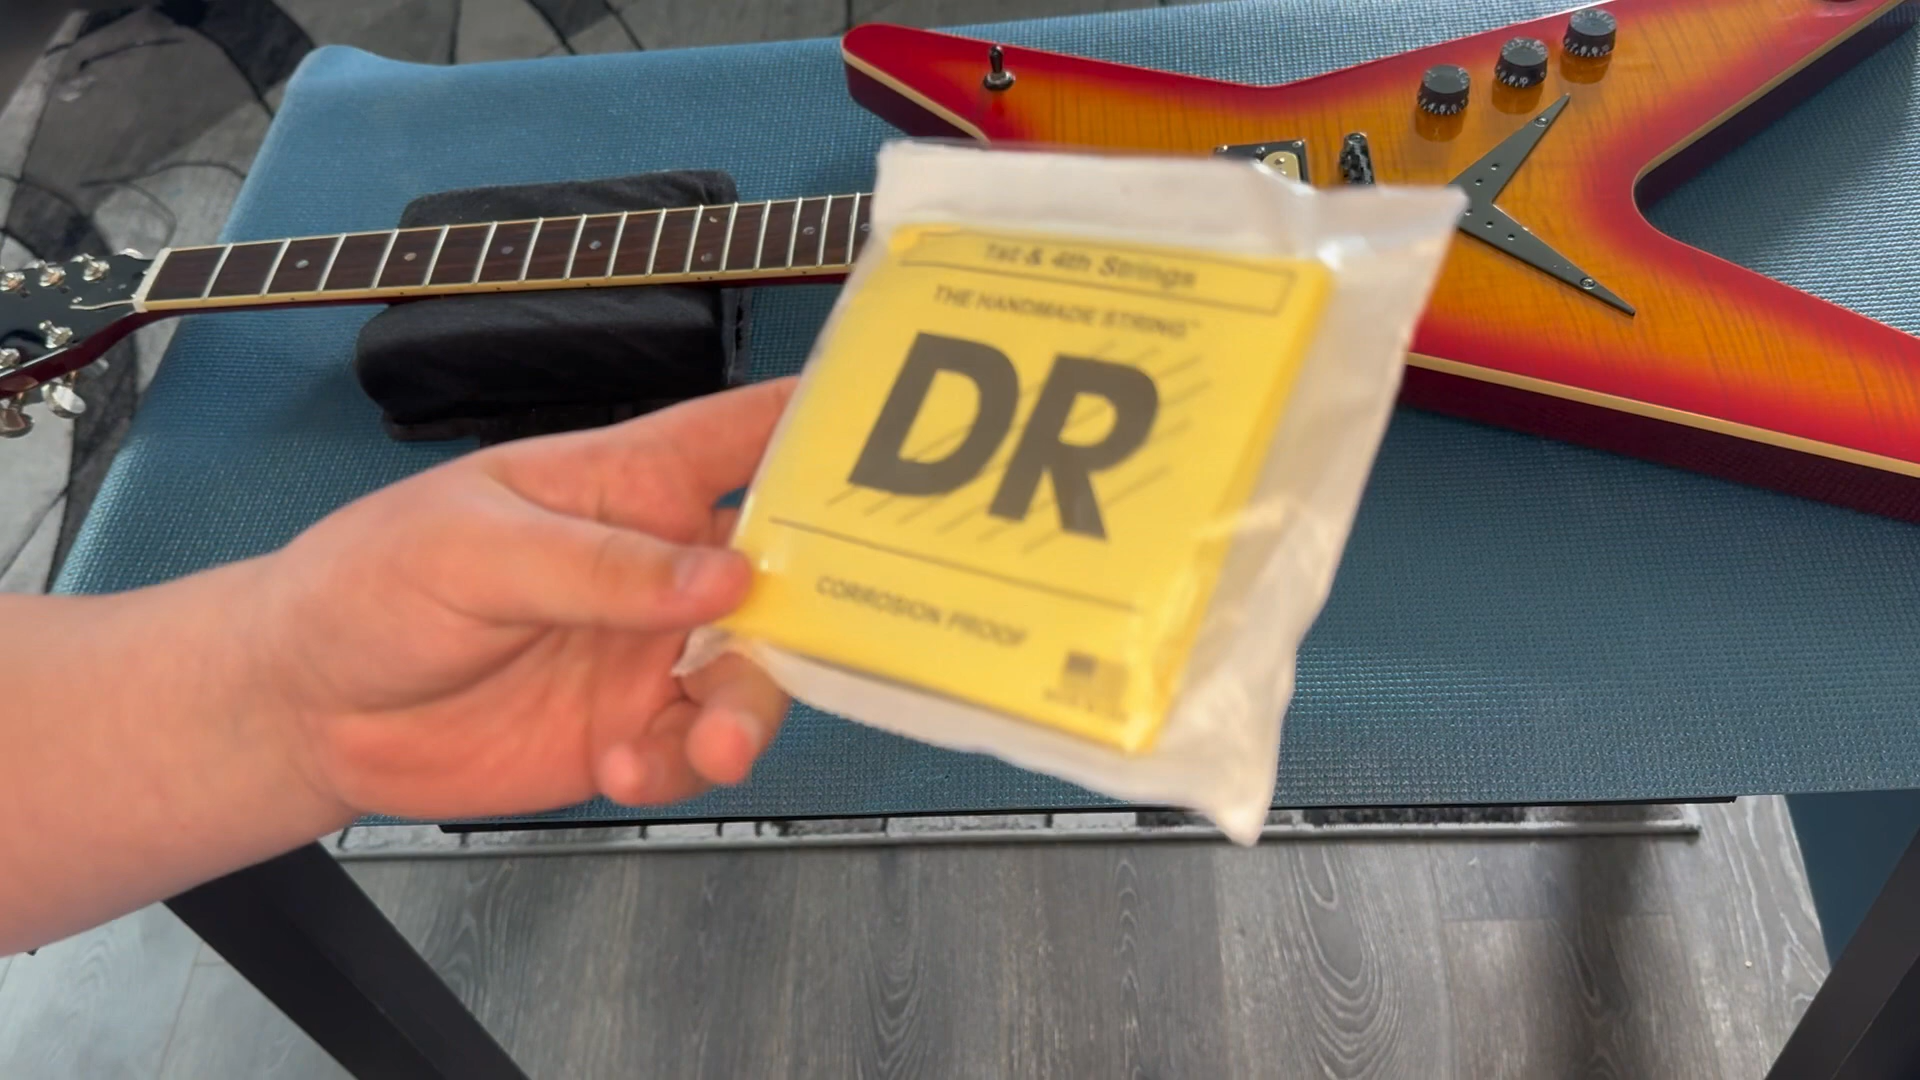 1st & 4th Strings
THE HANDMADE STRING™
DR
CORROSION PROOF